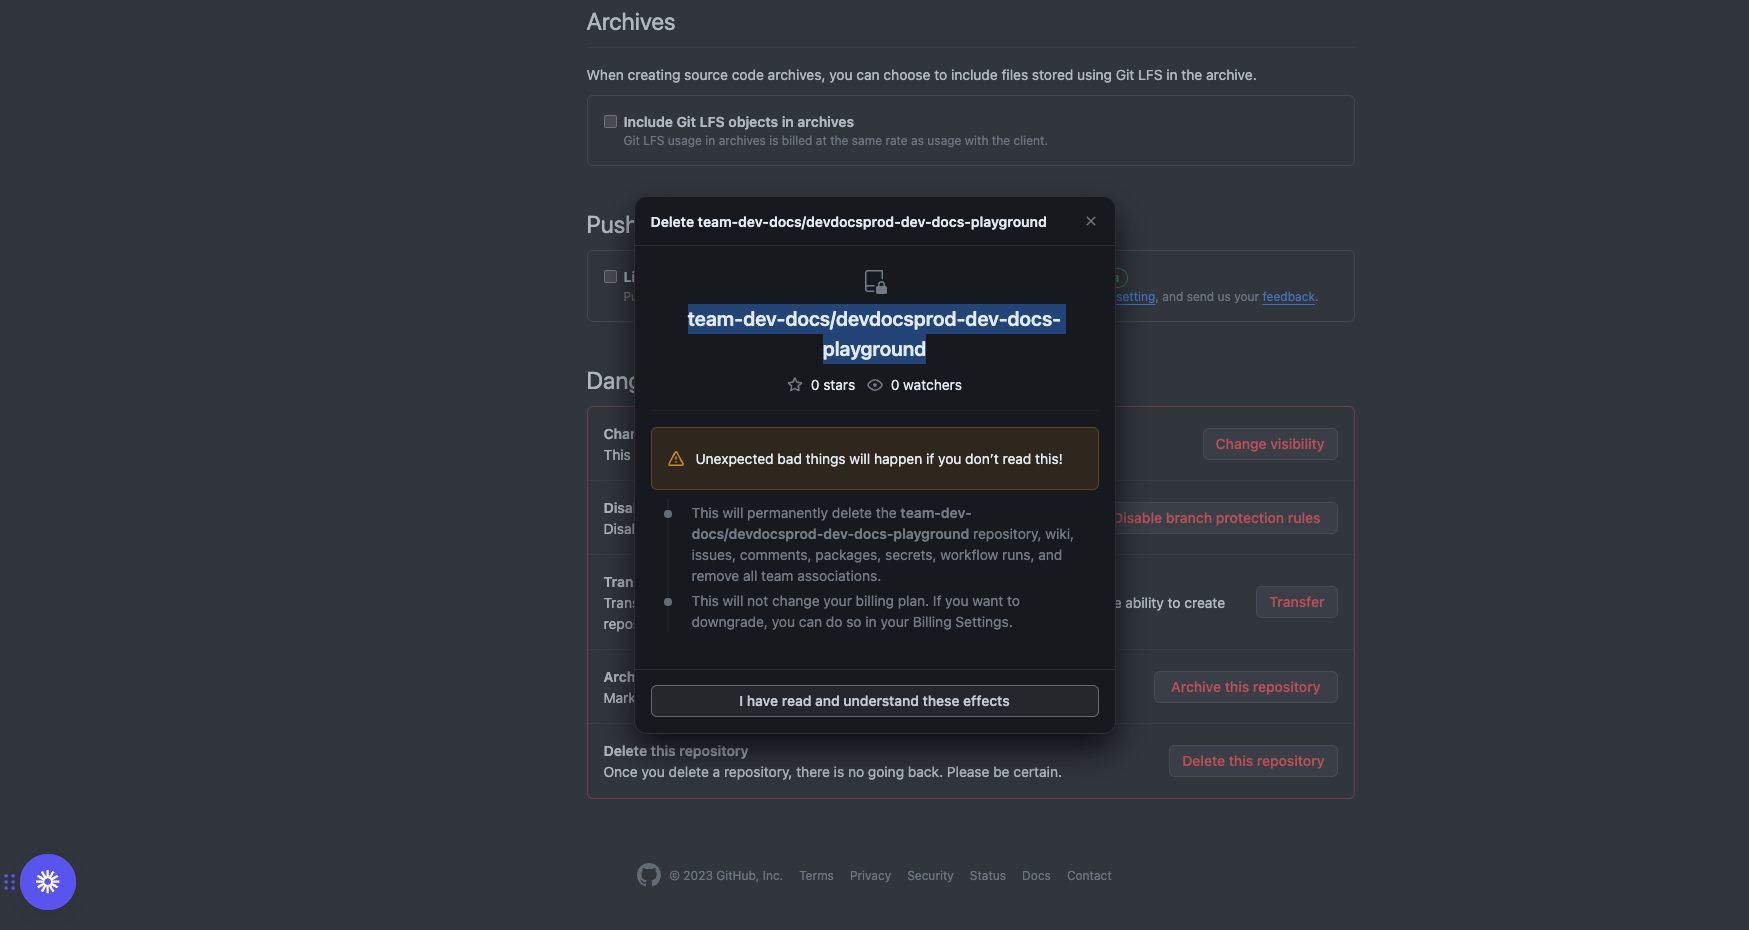 Archives
When creating source code archives, you can choose to include files stored using Git LFS in the archive.
Include Git LFS objects in archives
Git LFS usage in archives is billed at the same rate as usage with the client.
Delete team-dev-docs/devdocsprod-dev-docs-playground
Push
Li
setting, and send us your feedback.
team-dev-docs/devdocsprod-dev-docs-
playground
0 stars 0 watchers
Dang
Unexpected bad things will happen if you don't read this!
Char
This
Change visibility
This will permanently delete the team-dev-
docs/devdocsprod-dev-docs-playground repository, wiki,
issues, comments, packages, secrets, workflow runs, and
remove all team associations.
Disal
Disal
Disable branch protection rules
This will not change your billing plan. If you want to
downgrade, you can do so in your Billing Settings.
Tran
Trans
repo
e ability to create
Transfer
Arch
Mark
Archive this repository
I have read and understand these effects
Delete this repository
Once you delete a repository, there is no going back. Please be certain.
Delete this repository
© 2023 GitHub, Inc. Terms Privacy Security Status Docs Contact